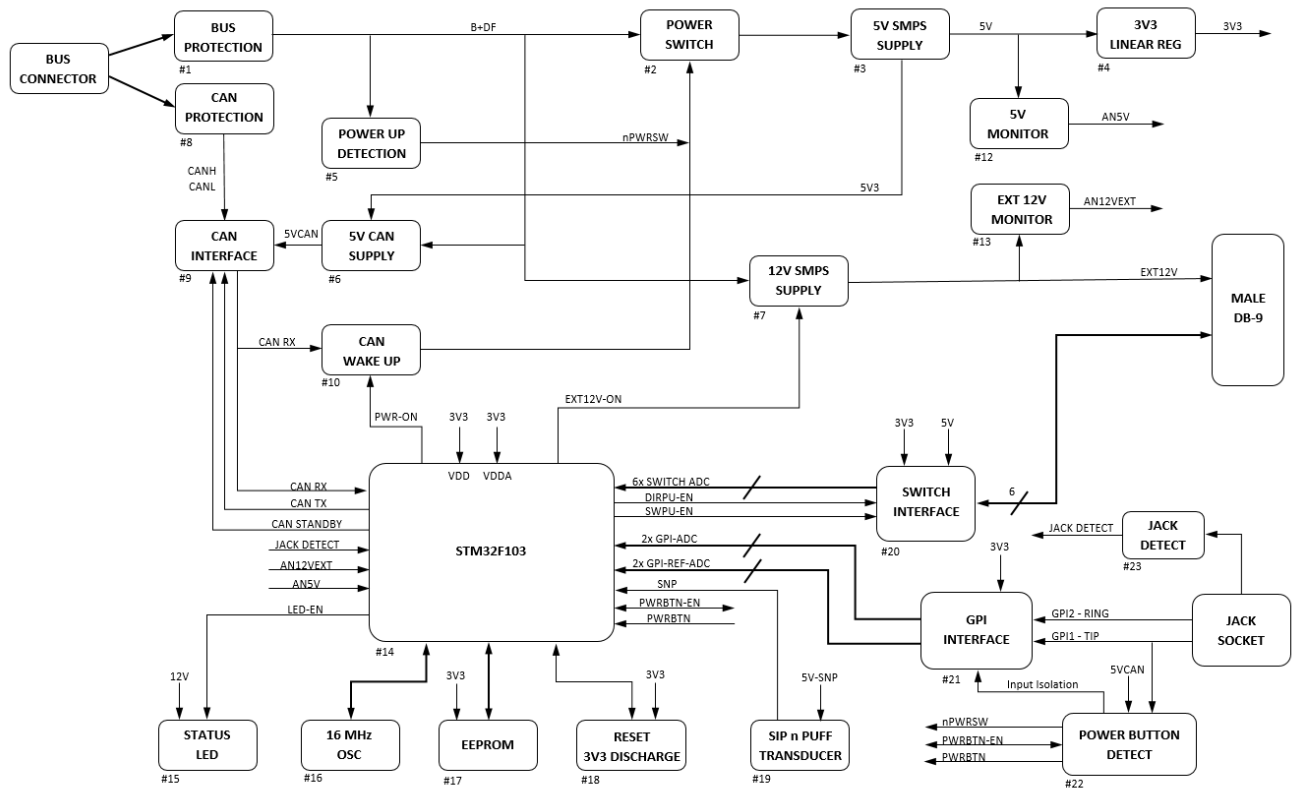 BUS
CONNECTOR
BUS
PROTECTION
#1
B+DF
POWER
SWITCH
#2
5V SMPS
SUPPLY
#3
5V
3V3
LINEAR REG
#4
3V3
CAN
PROTECTION
#8
POWER UP
DETECTION
#5
nPWRSW
5V
MONITOR
#12
AN5V
CANH
CANL
5V3
EXT 12V
MONITOR
#13
AN12VEXT
CAN
INTERFACE
#9
5VCAN
5V CAN
SUPPLY
#6
12V SMPS
SUPPLY
#7
EXT12V
MALE
DB-9
CAN RX
CAN
WAKE UP
#10
PWR-ON
3V3
3V3
EXT12V-ON
VDD
VDDA
STM32F103
#14
CAN RX
CAN TX
CAN STANDBY
JACK DETECT
AN12VEXT
AN5V
LED-EN
6x SWITCH ADC
DIRPU-EN
SWPU-EN
2x GPI-ADC
2x GPI-REF-ADC
SNP
PWRBTN-EN
PWRBTN
3V3
5V
SWITCH
INTERFACE
#20
6
JACK DETECT
JACK
DETECT
#23
3V3
GPI
INTERFACE
#21
GPI2 - RING
GPI1 - TIP
JACK
SOCKET
Input Isolation
5VCAN
nPWRSW
PWRBTN-EN
PWRBTN
POWER BUTTON
DETECT
#22
12V
STATUS
LED
#15
16 MHz
OSC
#16
3V3
EEPROM
#17
3V3
RESET
3V3 DISCHARGE
#18
5V-SNP
SIP n PUFF
TRANSDUCER
#19